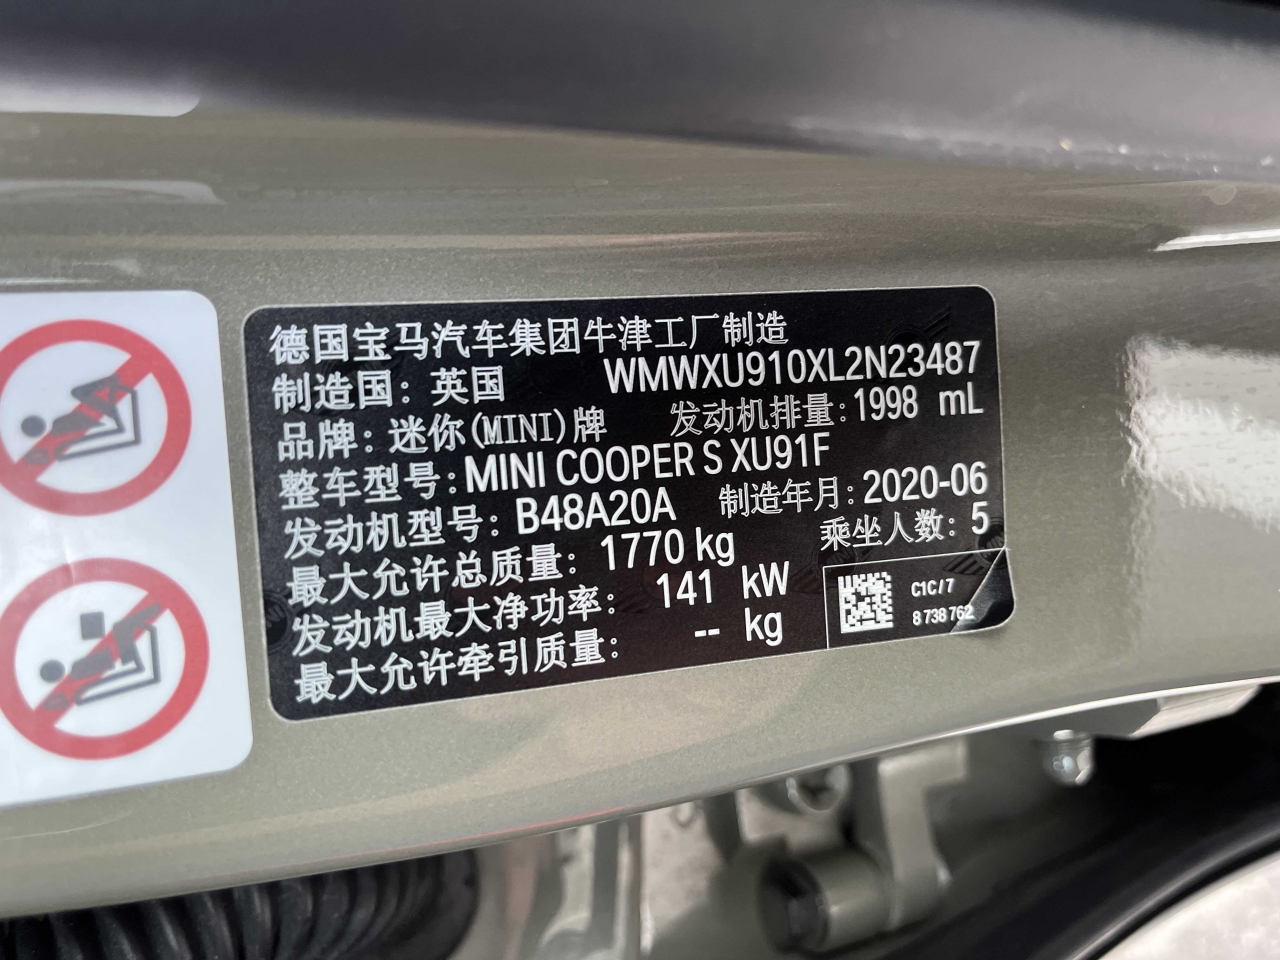 德国宝马汽车集团牛津工厂制造
制造国：英国 WMWXU910XL2N23487
品牌：迷你(MINI)牌 发动机排量：1998 mL
整车型号：MINI COOPER S XU91F
发动机型号：B48A20A 制造年月：2020-06
最大允许总质量：1770 kg 乘坐人数：5
发动机最大净功率：141 kW
最大允许牵引质量：-- kg
C1C/7
8 738 762